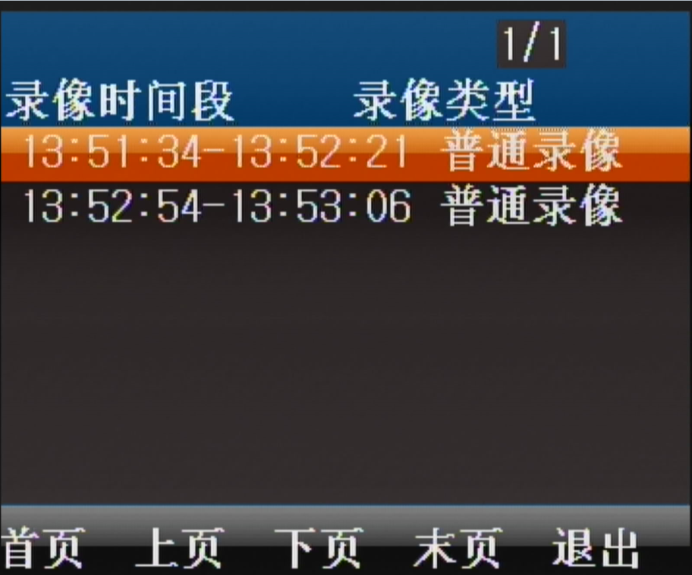 1/1
录像时间段 录像类型
13:51:34-13:52:21 普通录像
13:52:54-13:53:06 普通录像
首页 上页 下页 末页 退出